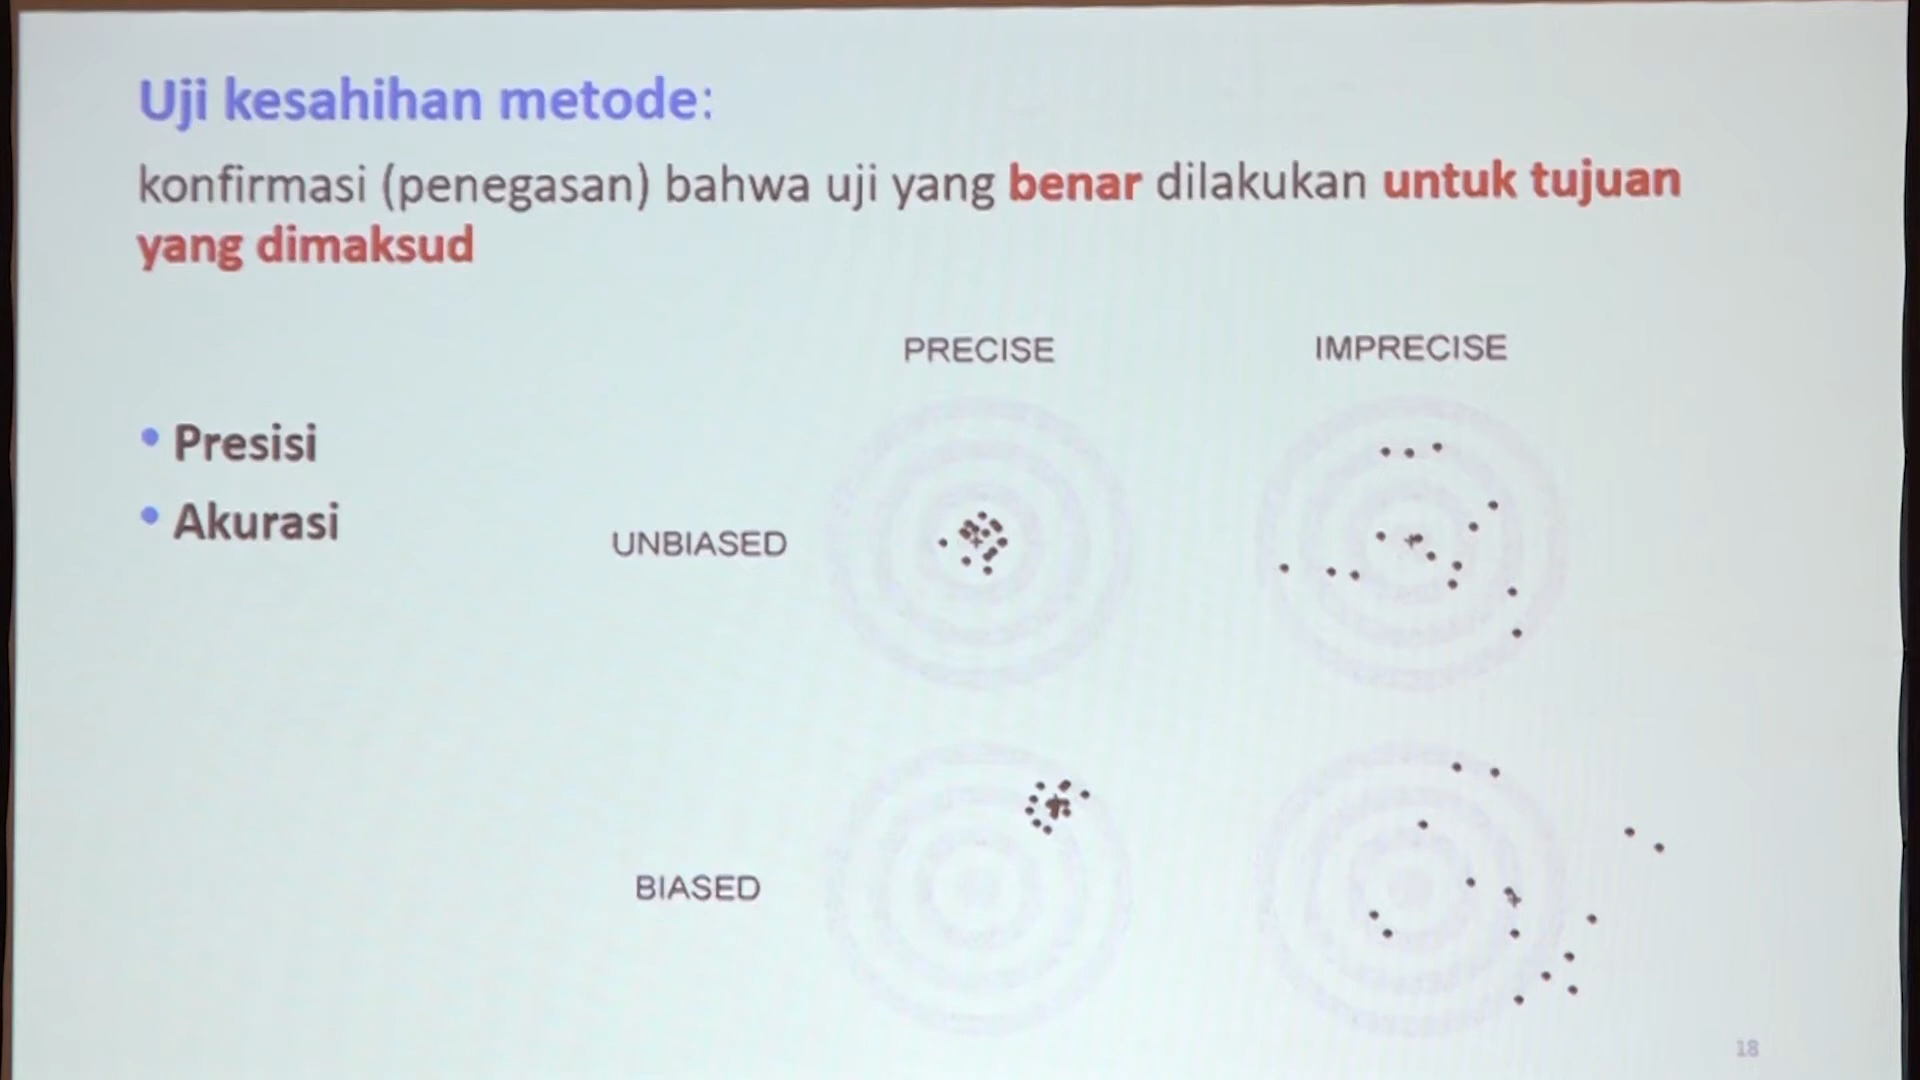 Uji kesahihan metode:
konfirmasi (penegasan) bahwa uji yang benar dilakukan untuk tujuan
yang dimaksud
• Presisi
• Akurasi
PRECISE
IMPRECISE
UNBIASED
BIASED
18